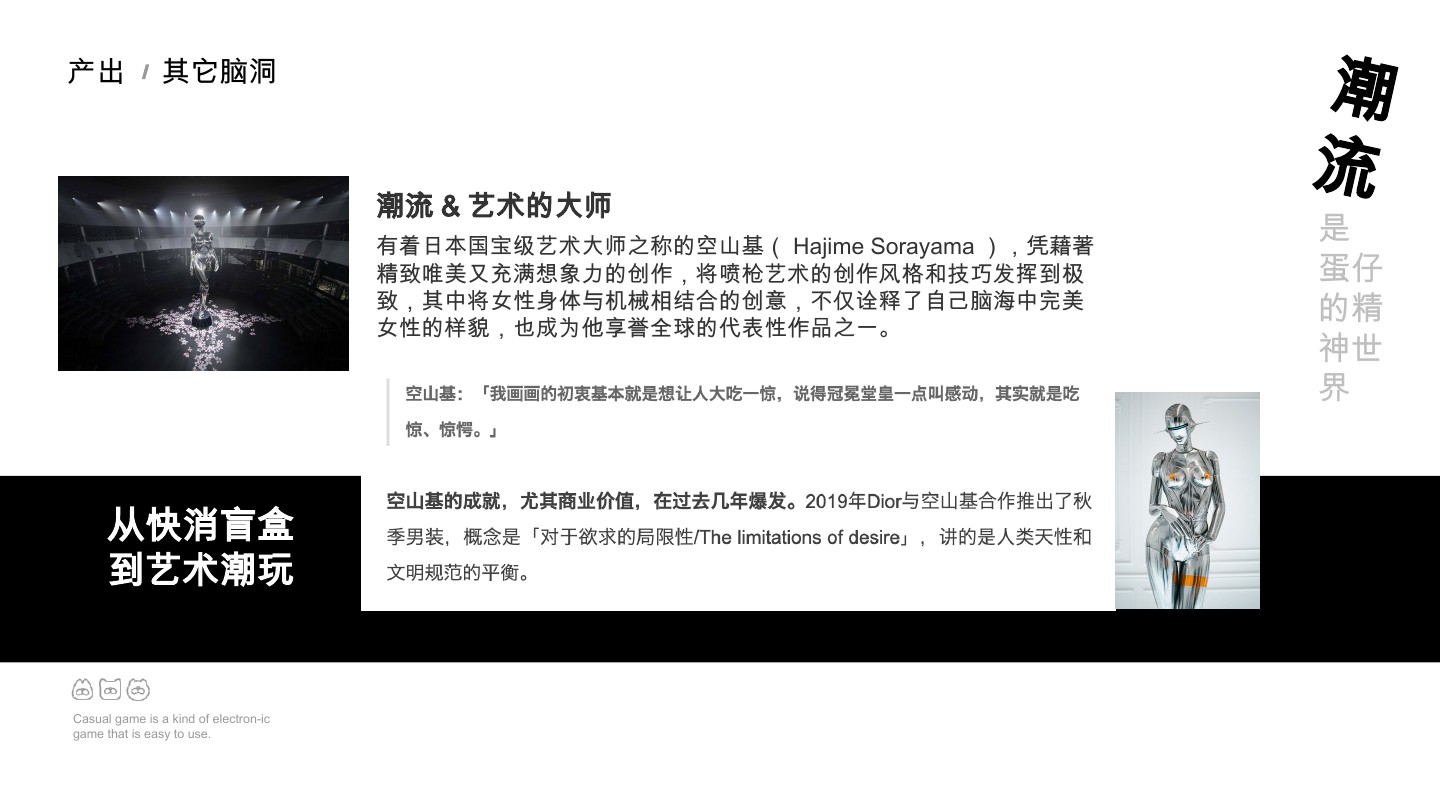 产出 / 其它脑洞
潮
流
是
蛋仔
的精
神世
界
潮流 & 艺术的大师
有着日本国宝级艺术大师之称的空山基（ Hajime Sorayama ），凭藉著
精致唯美又充满想象力的创作，将喷枪艺术的创作风格和技巧发挥到极
致，其中将女性身体与机械相结合的创意，不仅诠释了自己脑海中完美
女性的样貌，也成为他享誉全球的代表性作品之一。
空山基：「我画画的初衷基本就是想让人大吃一惊，说得冠冕堂皇一点叫感动，其实就是吃
惊、惊愕。」
空山基的成就，尤其商业价值，在过去几年爆发。2019年Dior与空山基合作推出了秋
季男装，概念是「对于欲求的局限性/The limitations of desire」，讲的是人类天性和
文明规范的平衡。
从快消盲盒
到艺术潮玩
Casual game is a kind of electron-ic
game that is easy to use.